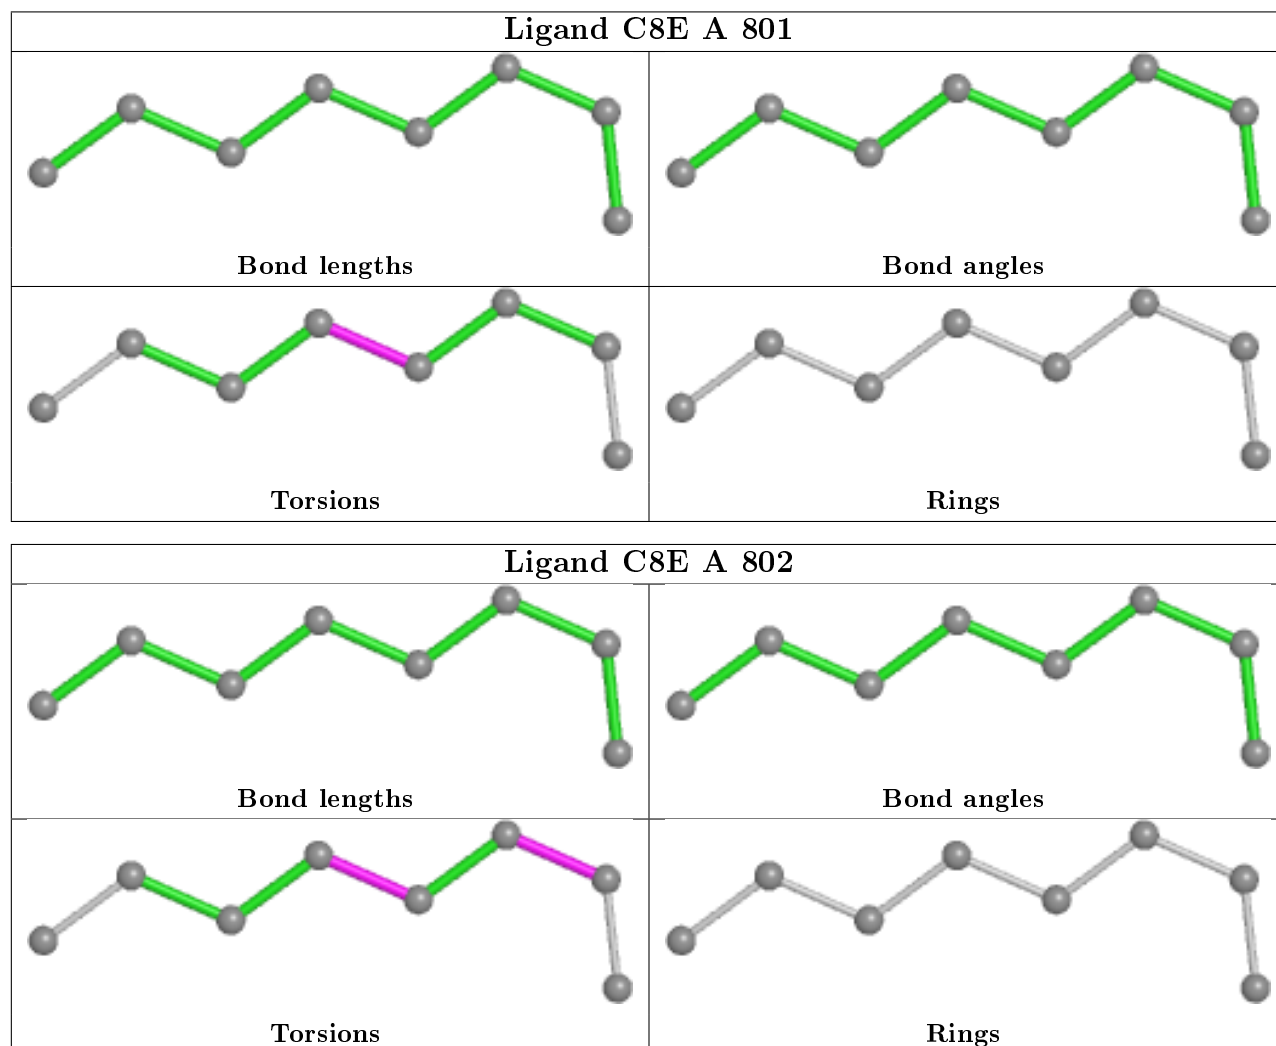 Ligand C8E A 801
Bond lengths
Bond angles
Torsions
Rings
Ligand C8E A 802
Bond lengths
Bond angles
Torsions
Rings